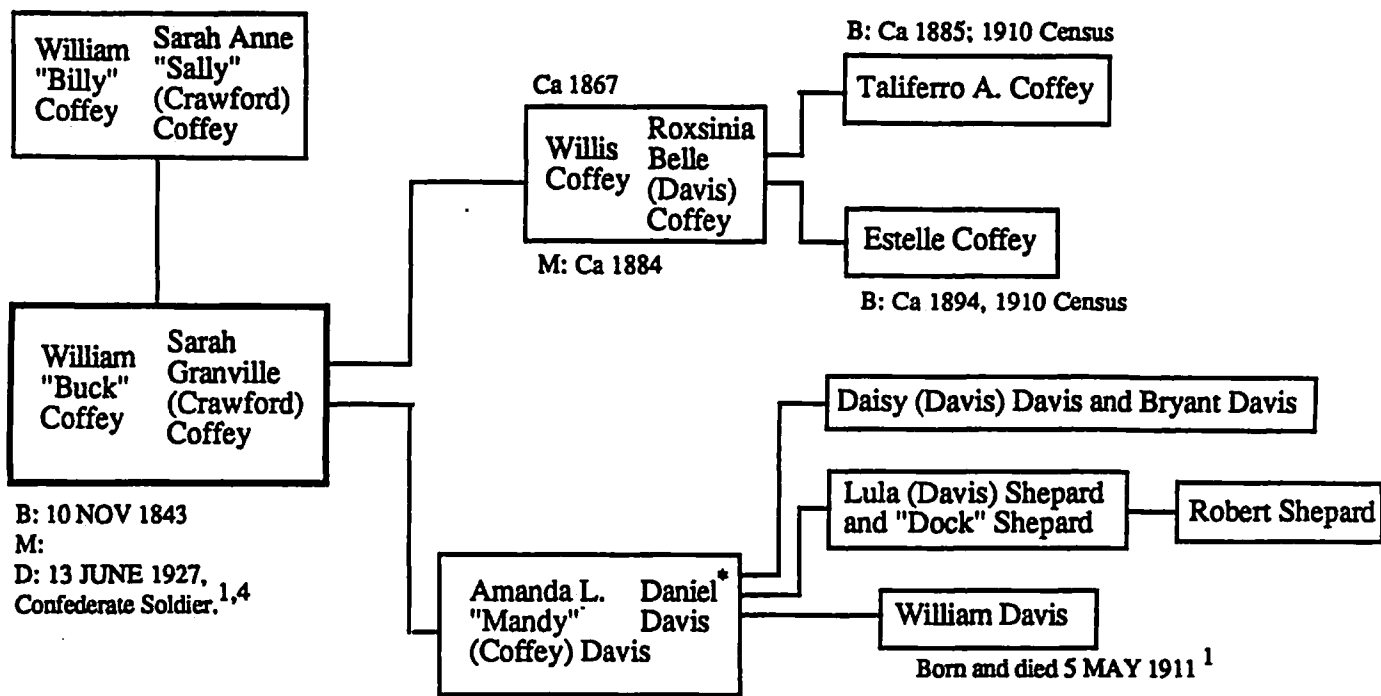 William
"Billy"
Coffey
Sarah Anne
"Sally"
(Crawford)
Coffey
William
"Buck"
Coffey
Sarah
Granville
(Crawford)
Coffey
B: 10 NOV 1843
M:
D: 13 JUNE 1927,
Confederate Soldier.1,4
Ca 1867
Willis
Coffey
Roxsinia
Belle
(Davis)
Coffey
M: Ca 1884
B: Ca 1885; 1910 Census
Taliferro A. Coffey
Estelle Coffey
B: Ca 1894, 1910 Census
Amanda L.
"Mandy"
(Coffey) Davis
Daniel*
Davis
Daisy (Davis) Davis and Bryant Davis
Lula (Davis) Shepard
and "Dock" Shepard
Robert Shepard
William Davis
Born and died 5 MAY 1911 1